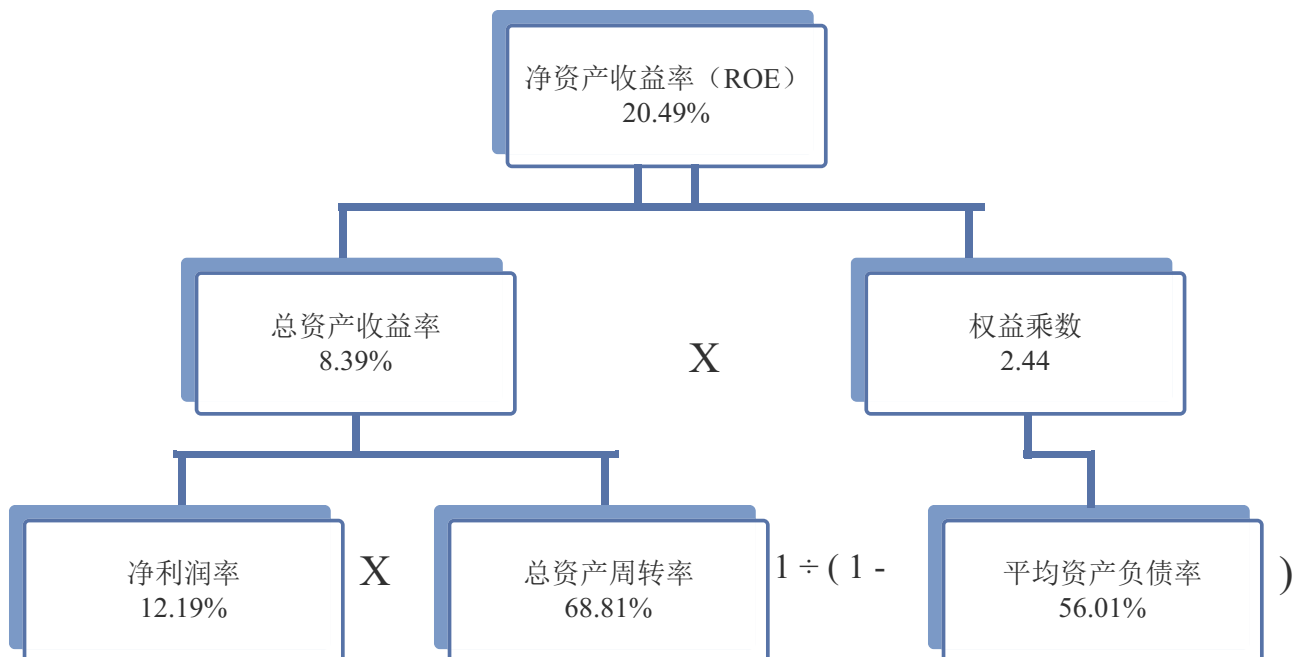 净资产收益率（ROE）
20.49%
总资产收益率
8.39%
X
权益乘数
2.44
净利润率
12.19%
X
总资产周转率
68.81%
1 ÷ ( 1 -
平均资产负债率
56.01%
)